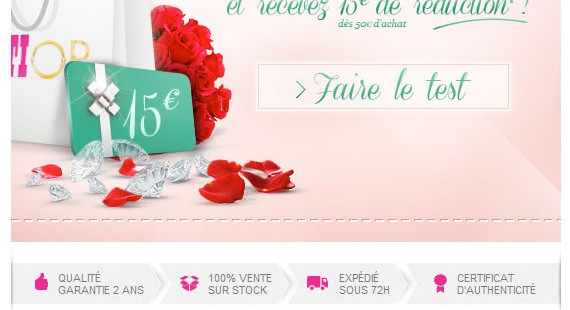 et recevez 15€ de réduction* !
dès 50€ d'achat
HOP
15€
> Faire le test
QUALITÉ
GARANTIE 2 ANS
100% VENTE
SUR STOCK
EXPÉDIÉ
SOUS 72H
CERTIFICAT
D'AUTHENTICITÉ